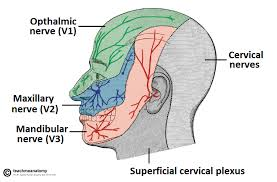 Opthalmic
nerve (V1)
Cervical
nerves
Maxillary
nerve (V2)
Mandibular
nerve (V3)
Superficial cervical plexus
teachmeanatomy